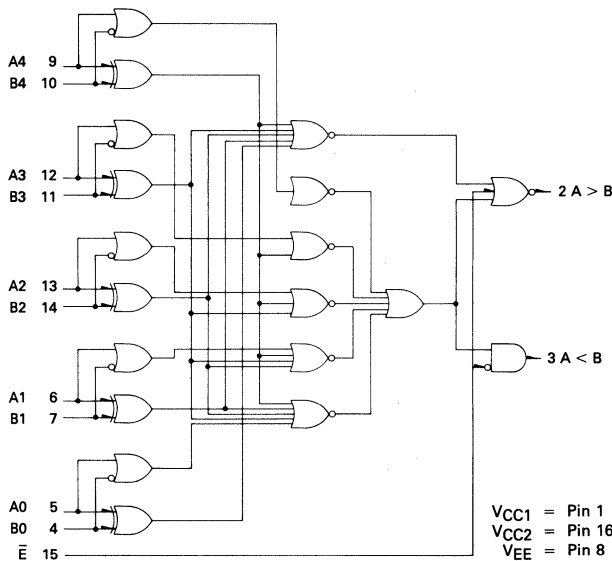 A4 9
B4 10
A3 12
B3 11
2 A > B
A2 13
B2 14
3 A < B
A1 6
B1 7
A0 5
B0 4
E̅ 15
VCC1 = Pin 1
VCC2 = Pin 16
VEE = Pin 8